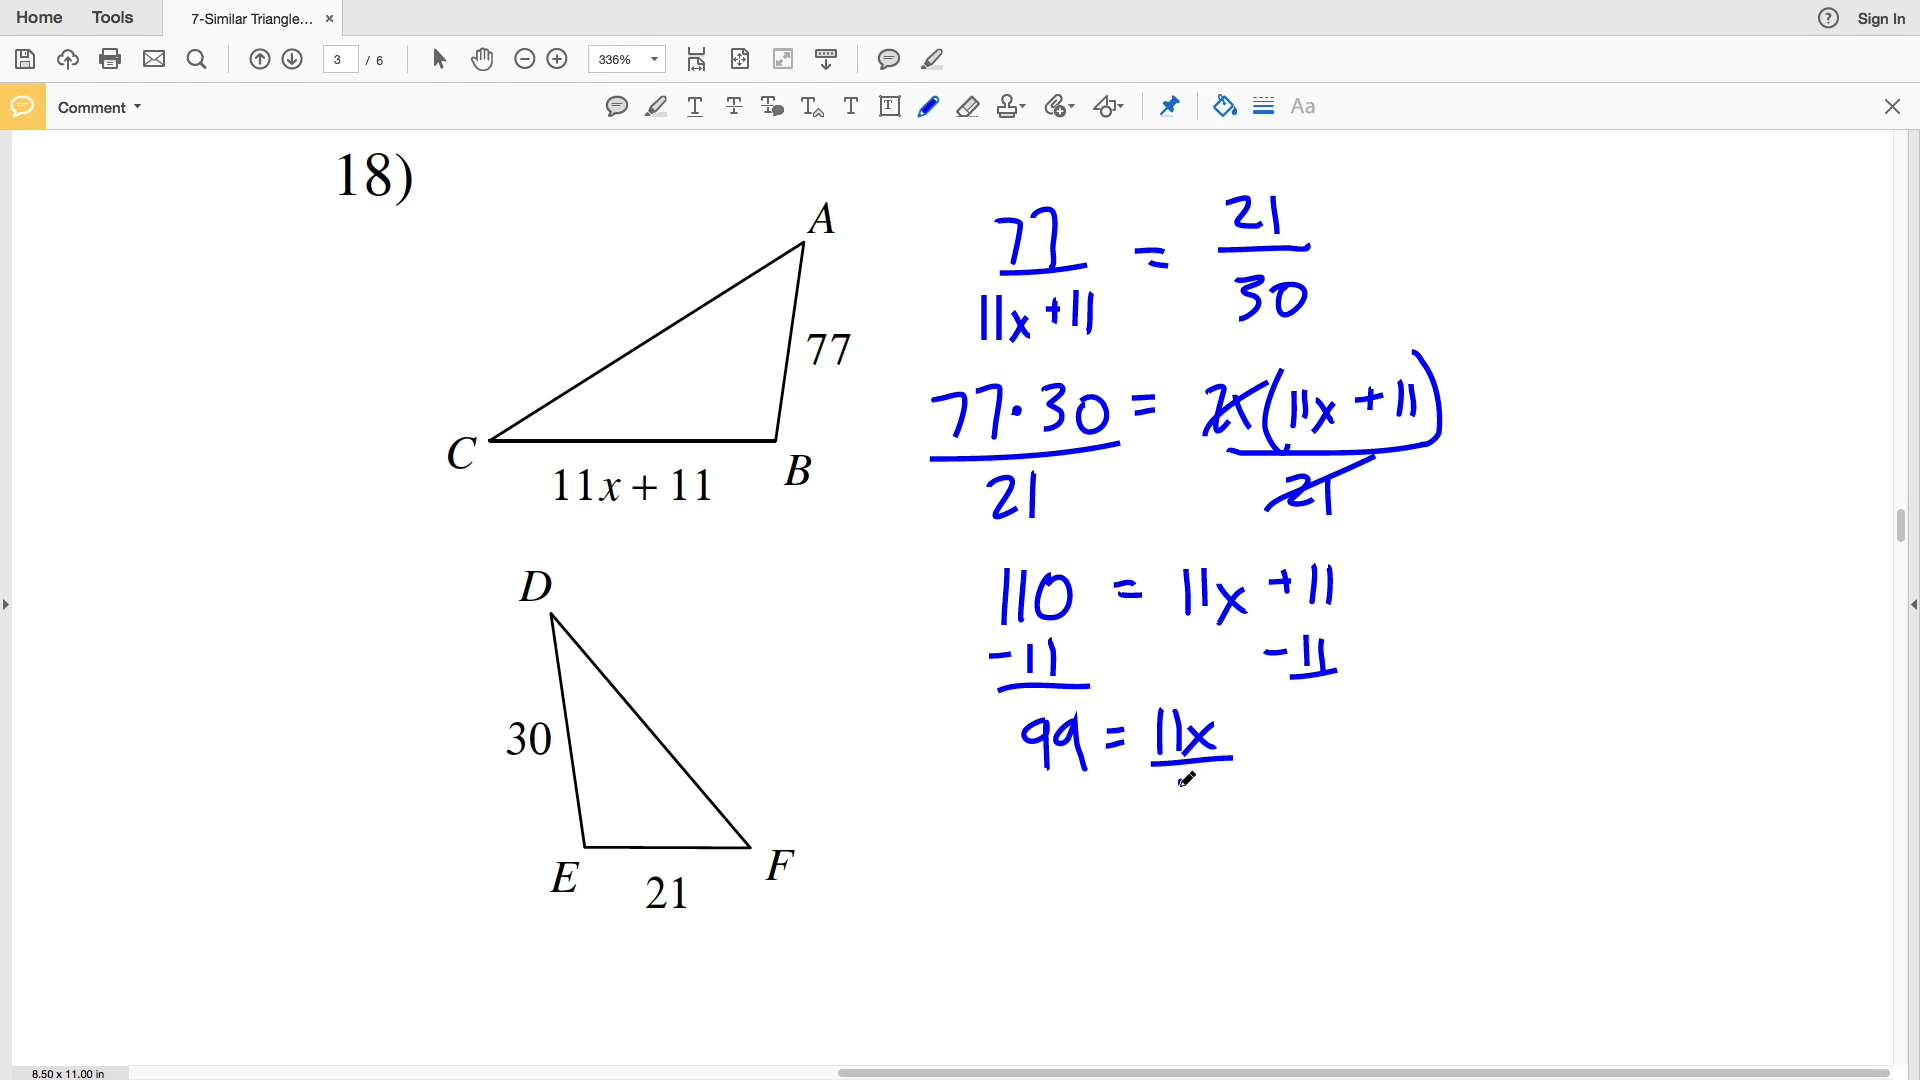 Home Tools 7-Similar Triangle... × ? Sign In
3 / 6 336%
Comment T T T T T T Aa
18)
A
77
C
B
11x + 11
D
30
E
F
21
77 = 21
11x + 11 30
77 · 30 = 21(11x + 11)
21 21
110 = 11x + 11
-11 -11
99 = 11x
8.50 x 11.00 in